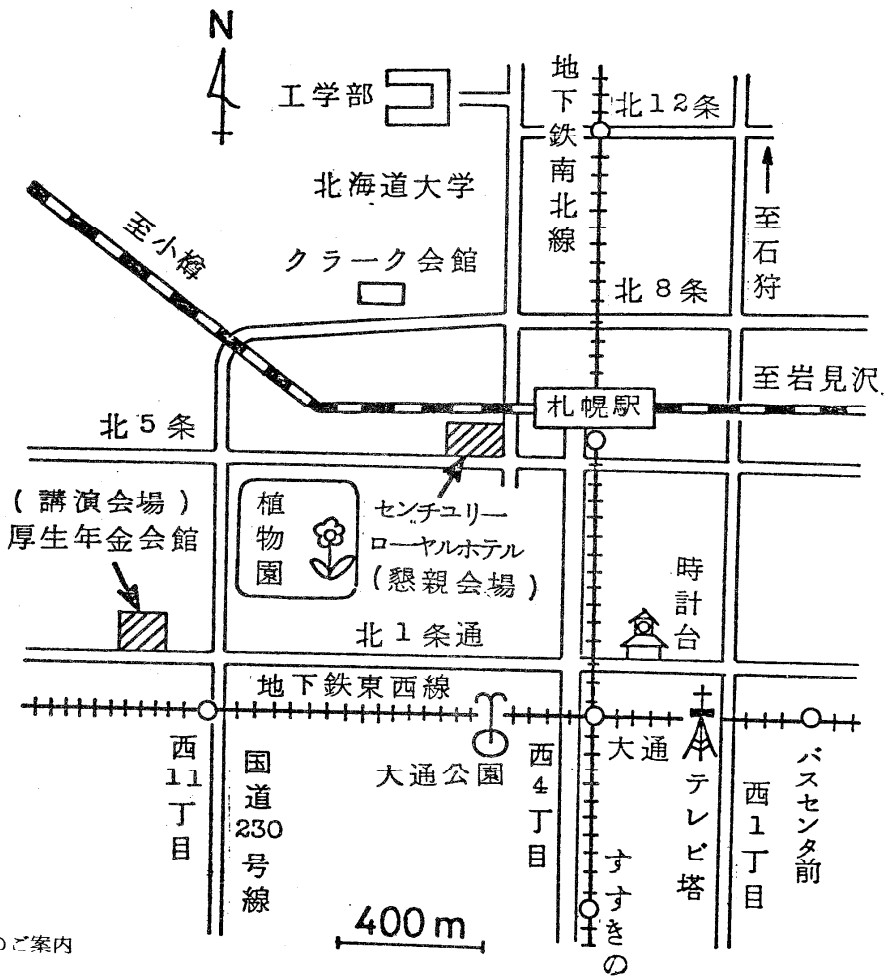 N
工学部
地下鉄南北線
北12条
北海道大学
至石狩
至小樽
クラーク会館
北8条
至岩見沢
札幌駅
北5条
(講演会場)
厚生年金会館
植物園
センチユリー
ローヤルホテル
(懇親会場)
時計台
北1条通
地下鉄東西線
西11丁目
国道230号線
大通公園
西4丁目
大通
テレビ塔
西1丁目
バスセンタ前
すすきの
400m
のご案内